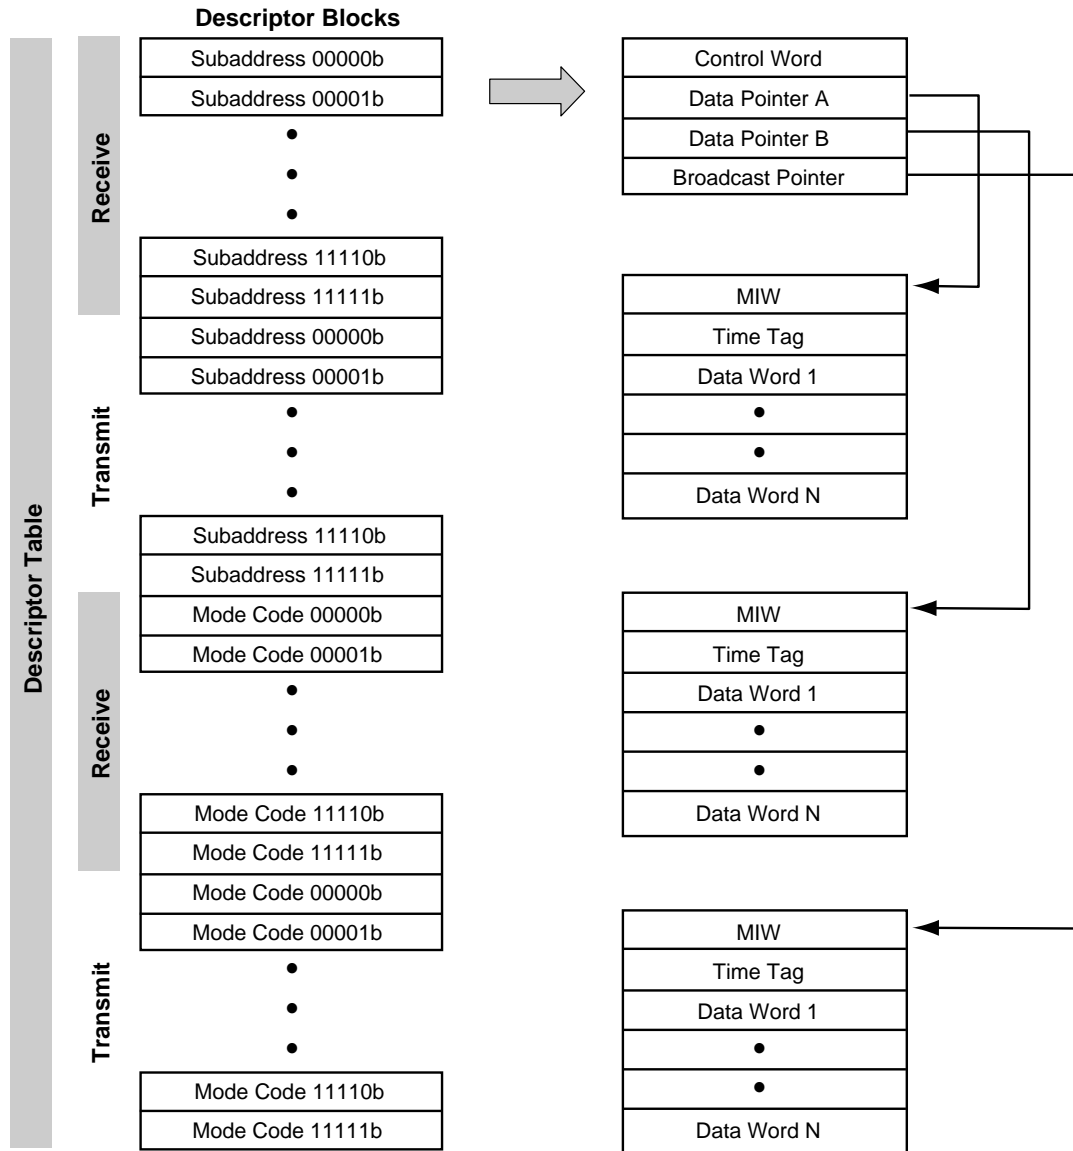 Descriptor Blocks
Descriptor Table
Receive
Subaddress 00000b
Subaddress 00001b
Subaddress 11110b
Subaddress 11111b
Transmit
Subaddress 00000b
Subaddress 00001b
Subaddress 11110b
Subaddress 11111b
Receive
Mode Code 00000b
Mode Code 00001b
Mode Code 11110b
Mode Code 11111b
Transmit
Mode Code 00000b
Mode Code 00001b
Mode Code 11110b
Mode Code 11111b
Control Word
Data Pointer A
Data Pointer B
Broadcast Pointer
MIW
Time Tag
Data Word 1
Data Word N
MIW
Time Tag
Data Word 1
Data Word N
MIW
Time Tag
Data Word 1
Data Word N